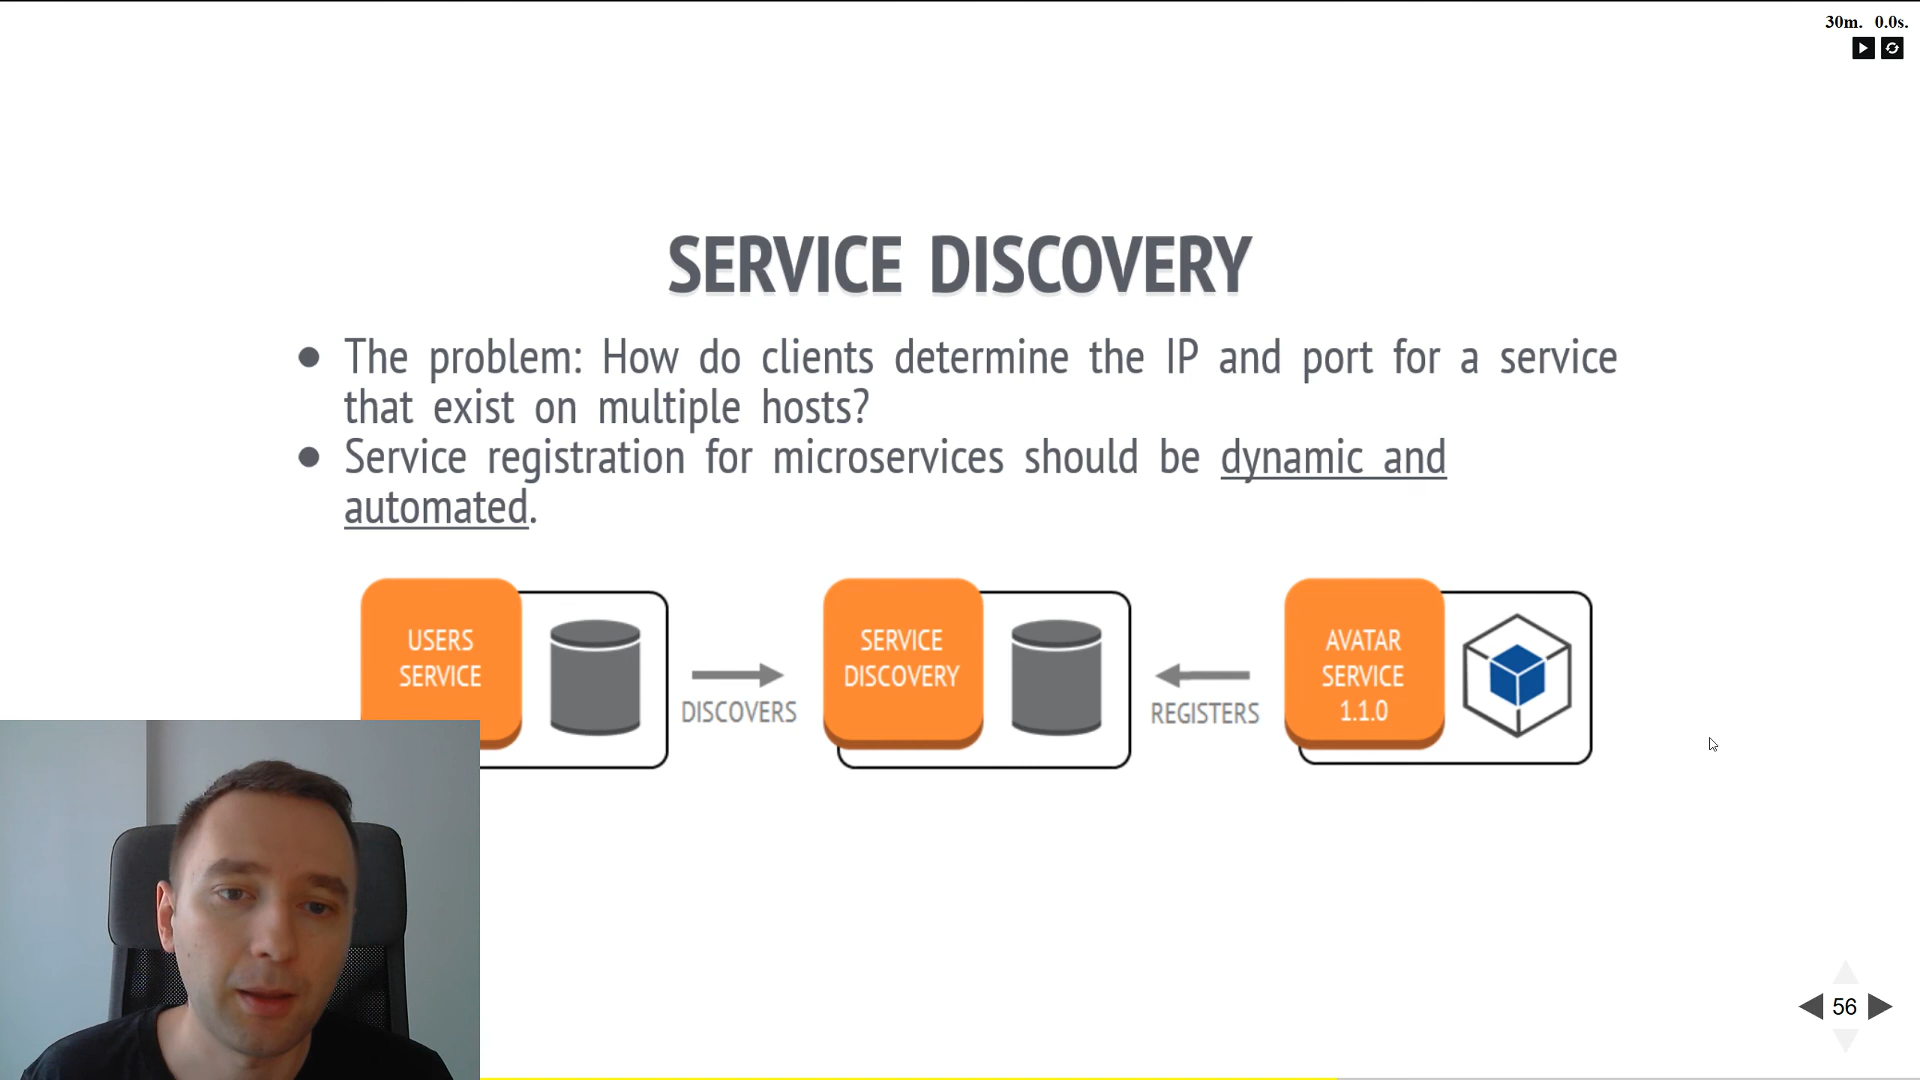 30m. 0.0s.
SERVICE DISCOVERY
The problem: How do clients determine the IP and port for a service
that exist on multiple hosts?
Service registration for microservices should be dynamic and
automated.
USERS
SERVICE
DISCOVERS
SERVICE
DISCOVERY
REGISTERS
AVATAR
SERVICE
1.1.0
56